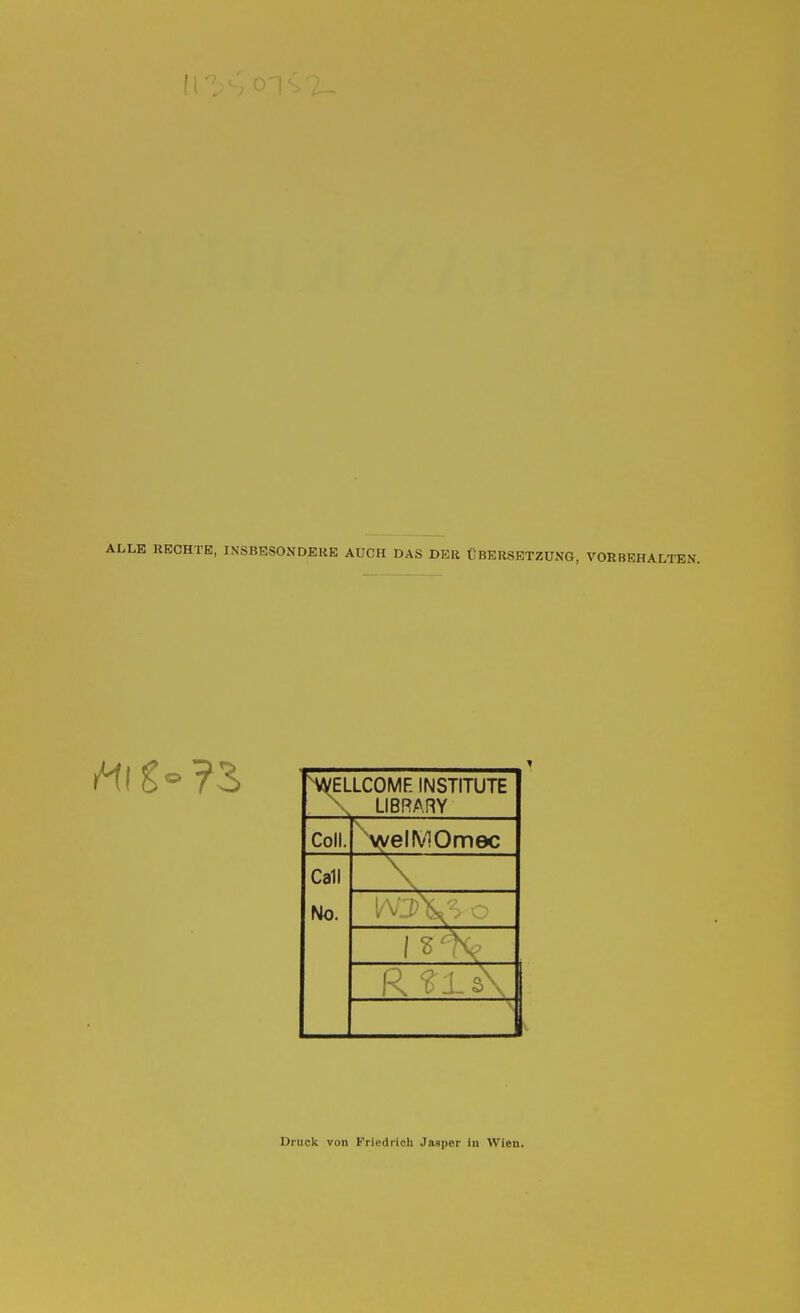 ALLE RECHTE, INSBESONDERE AUCH DAS DER ÜBERSETZUNG, VORBEHALTEN.
M18073
WELLCOME INSTITUTE
LIBRARY
Coll. welMOmec
Call
No.
Druck von Friedrich Jasper in Wien.